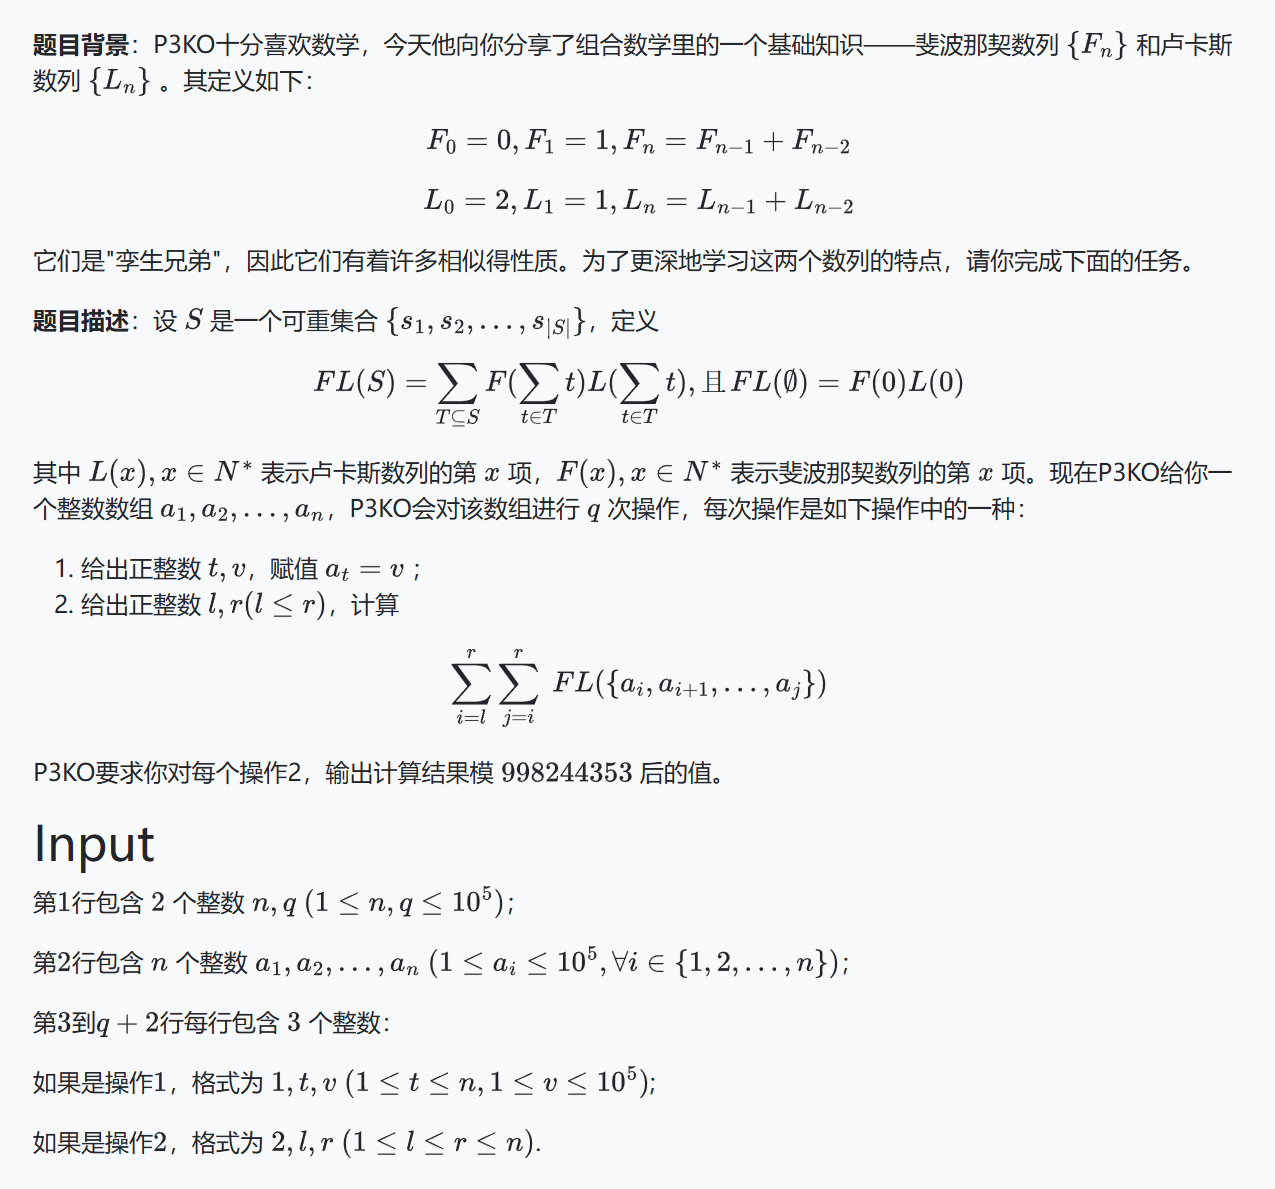 题目背景：P3KO十分喜欢数学，今天他向你分享了组合数学里的一个基础知识——斐波那契数列 $\{F_n\}$ 和卢卡斯
数列 $\{L_n\}$ 。其定义如下：
$F_0 = 0, F_1 = 1, F_n = F_{n-1} + F_{n-2}$
$L_0 = 2, L_1 = 1, L_n = L_{n-1} + L_{n-2}$
它们是"孪生兄弟"，因此它们有着许多相似得性质。为了更深地学习这两个数列的特点，请你完成下面的任务。
题目描述：设 $S$ 是一个可重集合 $\{s_1, s_2, \ldots, s_{|S|}\}$，定义
$FL(S) = \sum_{T \subseteq S} F(\sum_{t \in T} t) L(\sum_{t \in T} t), 且 FL(\emptyset) = F(0)L(0)$
其中 $L(x), x \in N^*$ 表示卢卡斯数列的第 $x$ 项，$F(x), x \in N^*$ 表示斐波那契数列的第 $x$ 项。现在P3KO给你一
个整数数组 $a_1, a_2, \ldots, a_n$，P3KO会对该数组进行 $q$ 次操作，每次操作是如下操作中的一种：
1. 给出正整数 $t, v$，赋值 $a_t = v$ ；
2. 给出正整数 $l, r (l \leq r)$，计算
$\sum_{i=l}^{r} \sum_{j=i}^{r} FL(\{a_i, a_{i+1}, \ldots, a_j\})$
P3KO要求你对每个操作2，输出计算结果模 $998244353$ 后的值。
Input
第1行包含 $2$ 个整数 $n, q$ $(1 \leq n, q \leq 10^5)$；
第2行包含 $n$ 个整数 $a_1, a_2, \ldots, a_n$ $(1 \leq a_i \leq 10^5, \forall i \in \{1, 2, \ldots, n\})$；
第3到$q + 2$行每行包含 $3$ 个整数：
如果是操作1，格式为 $1, t, v$ $(1 \leq t \leq n, 1 \leq v \leq 10^5)$;
如果是操作2，格式为 $2, l, r$ $(1 \leq l \leq r \leq n)$.